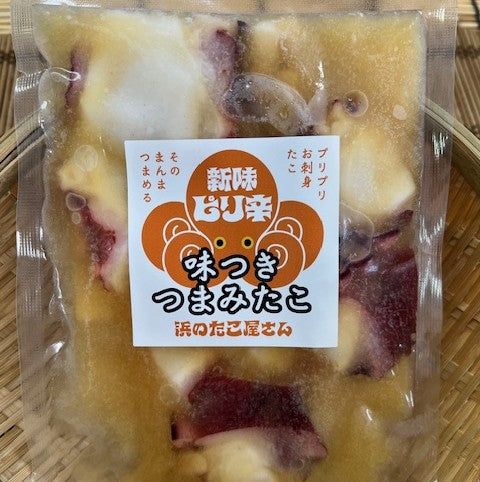 プリプリ
お刺身
たこ
その
まんま
つまめる
新味
ピリ辛
味つき
つまみたこ
浜のたこ屋さん